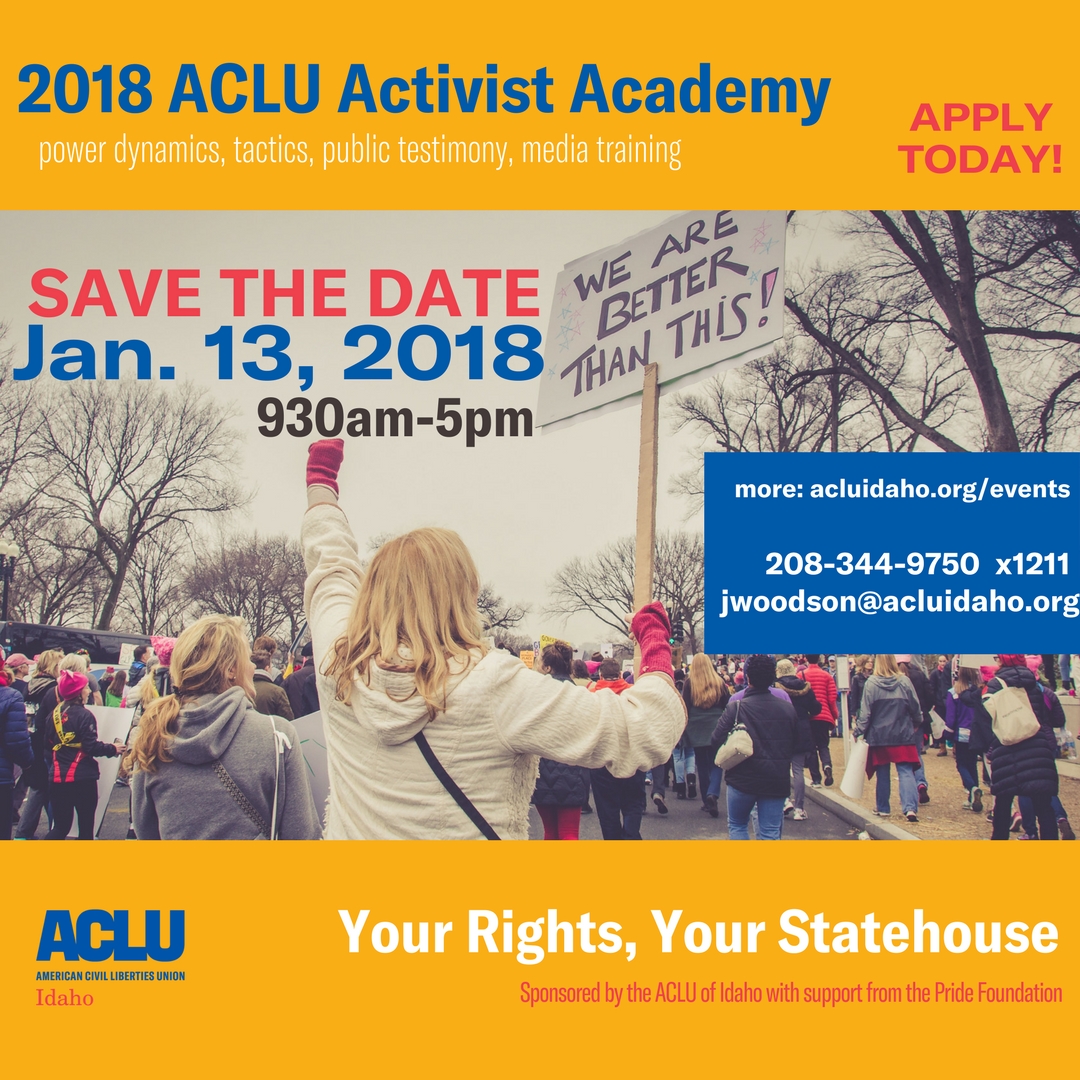 2018 ACLU Activist Academy
power dynamics, tactics, public testimony, media training
APPLY
TODAY!
SAVE THE DATE
Jan. 13, 2018
930am-5pm
WE ARE
BETTER
THAN THIS!
more: acluidaho.org/events
208-344-9750 x1211
jwoodson@acluidaho.org
ACLU
AMERICAN CIVIL LIBERTIES UNION
Idaho
Your Rights, Your Statehouse
Sponsored by the ACLU of Idaho with support from the Pride Foundation